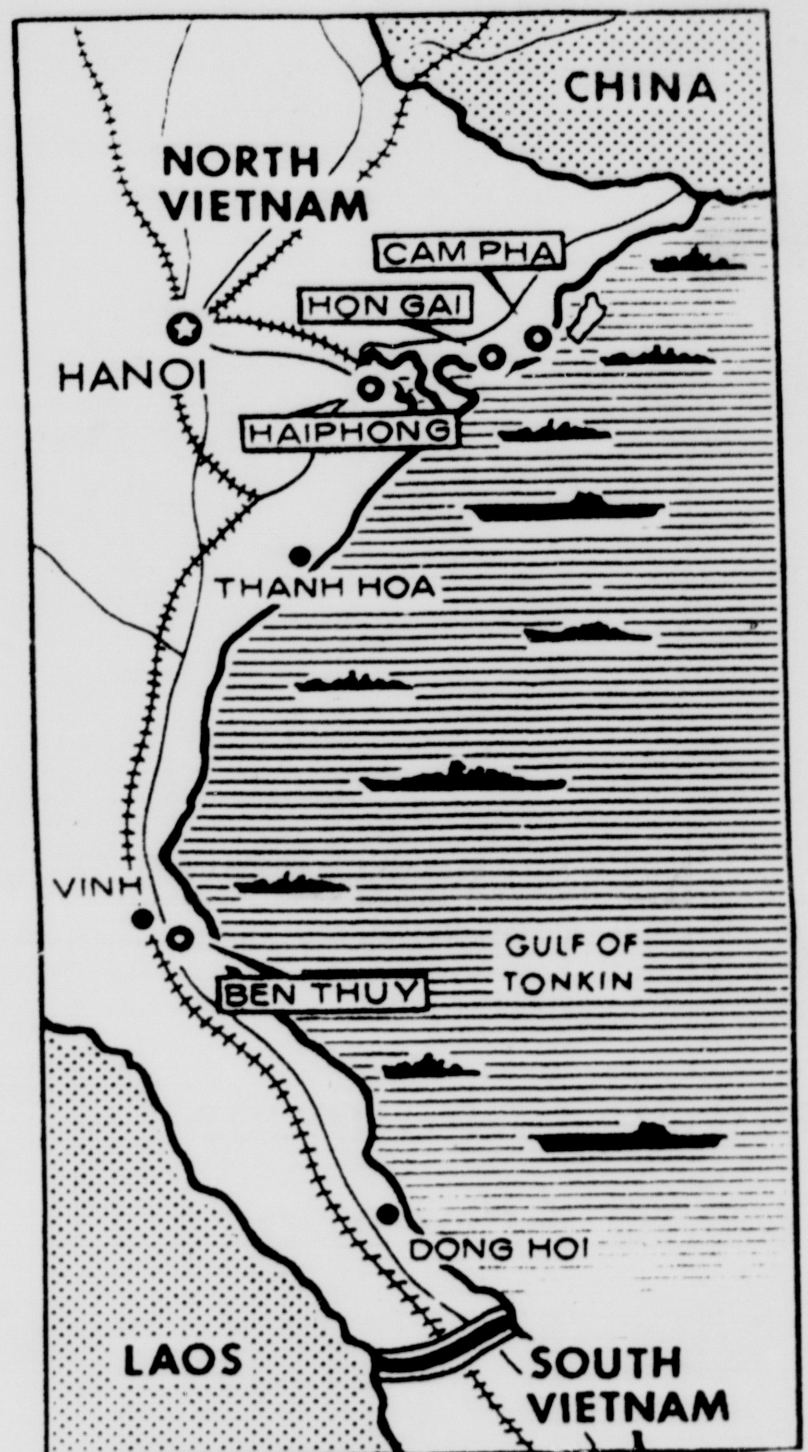 CHINA
NORTH
VIETNAM
CAM PHA
HON GAI
HANOI
HAIPHONG
THANH HOA
VINH
GULF OF
TONKIN
BEN THUY
DONG HOI
LAOS
SOUTH
VIETNAM